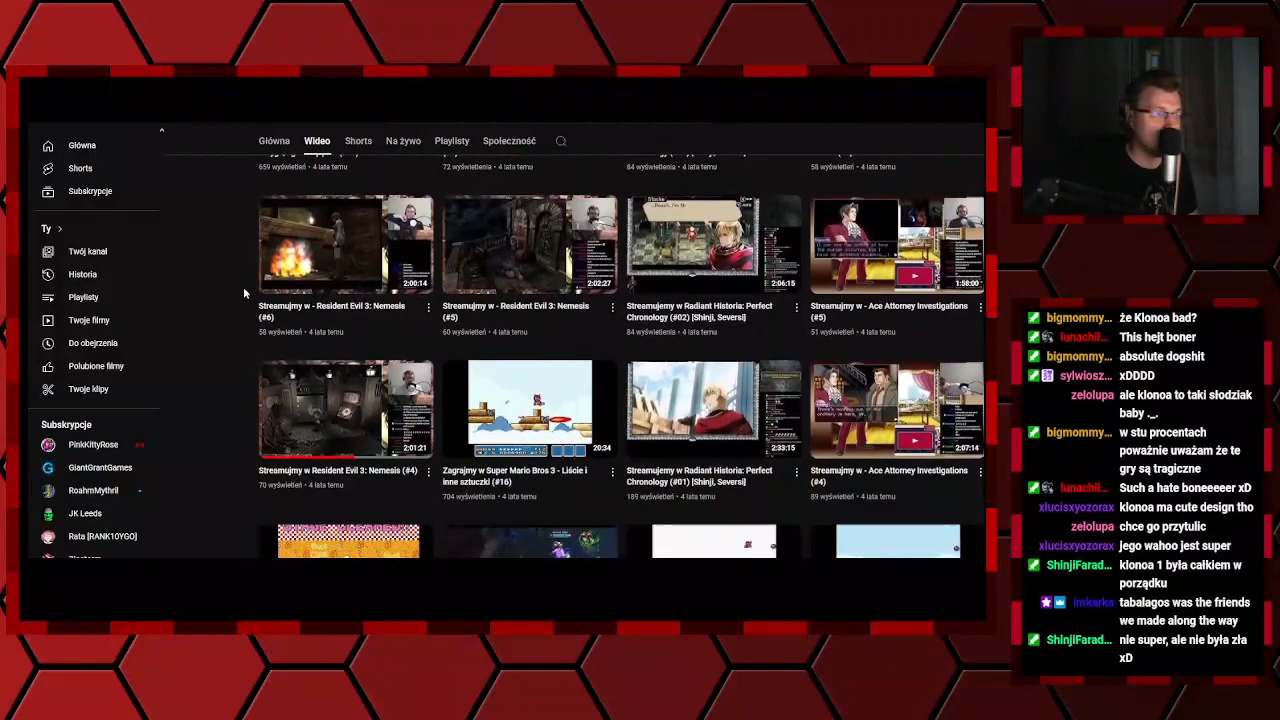 Główna
Shorts
Subskrypcje
Ty
Twój kanał
Historia
Playlisty
Twoje filmy
Do obejrzenia
Polubione filmy
Twoje klipy
Subskrypcje
PinkKittyRose
GiantGrantGames
RoahmMythril
JK Leeds
Rata [RANK10YGO]
Główna
Wideo
Shorts
Na żywo
Playlisty
Społeczność
659 wyświetleń • 4 lata temu
72 wyświetlenia • 4 lata temu
84 wyświetlenia • 4 lata temu
58 wyświetleń • 4 lata temu
2:00:14
2:02:27
2:06:15
1:58:00
Streamujmy w - Resident Evil 3: Nemesis
(#6)
58 wyświetleń • 4 lata temu
Streamujmy w - Resident Evil 3: Nemesis
(#5)
60 wyświetleń • 4 lata temu
Streamujemy w Radiant Historia: Perfect
Chronology (#02) [Shinji, Seversi]
84 wyświetlenia • 4 lata temu
Streamujmy w - Ace Attorney Investigations
(#5)
51 wyświetleń • 4 lata temu
2:01:21
20:34
2:33:15
2:07:14
Streamujmy w Resident Evil 3: Nemesis (#4)
70 wyświetleń • 4 lata temu
Zagrajmy w Super Mario Bros 3 - Liście i
inne sztuczki (#16)
704 wyświetlenia • 4 lata temu
Streamujemy w Radiant Historia: Perfect
Chronology (#01) [Shinji, Seversi]
189 wyświetleń • 4 lata temu
Streamujmy w - Ace Attorney Investigations
(#4)
89 wyświetleń • 4 lata temu
bigmommy... że Klonoa bad?
lunachil... This hejt boner
bigmommy... absolute dogshit
sylwiosz... xDDDD
zelolupa ale klonoa to taki słodziak
baby ._.
bigmommy... w stu procentach
poważnie uważam że te
gry są tragiczne
lunachil... Such a hate boneeeeer xD
xlucisxyozorax klonoa ma cute design tho
zelolupa chce go przytulic
xlucisxyozorax jego wahoo jest super
ShinjiFarad... klonoa 1 była całkiem w
porządku
imkarka tabalagos was the friends
we made along the way
ShinjiFarad... nie super, ale nie była zła
xD